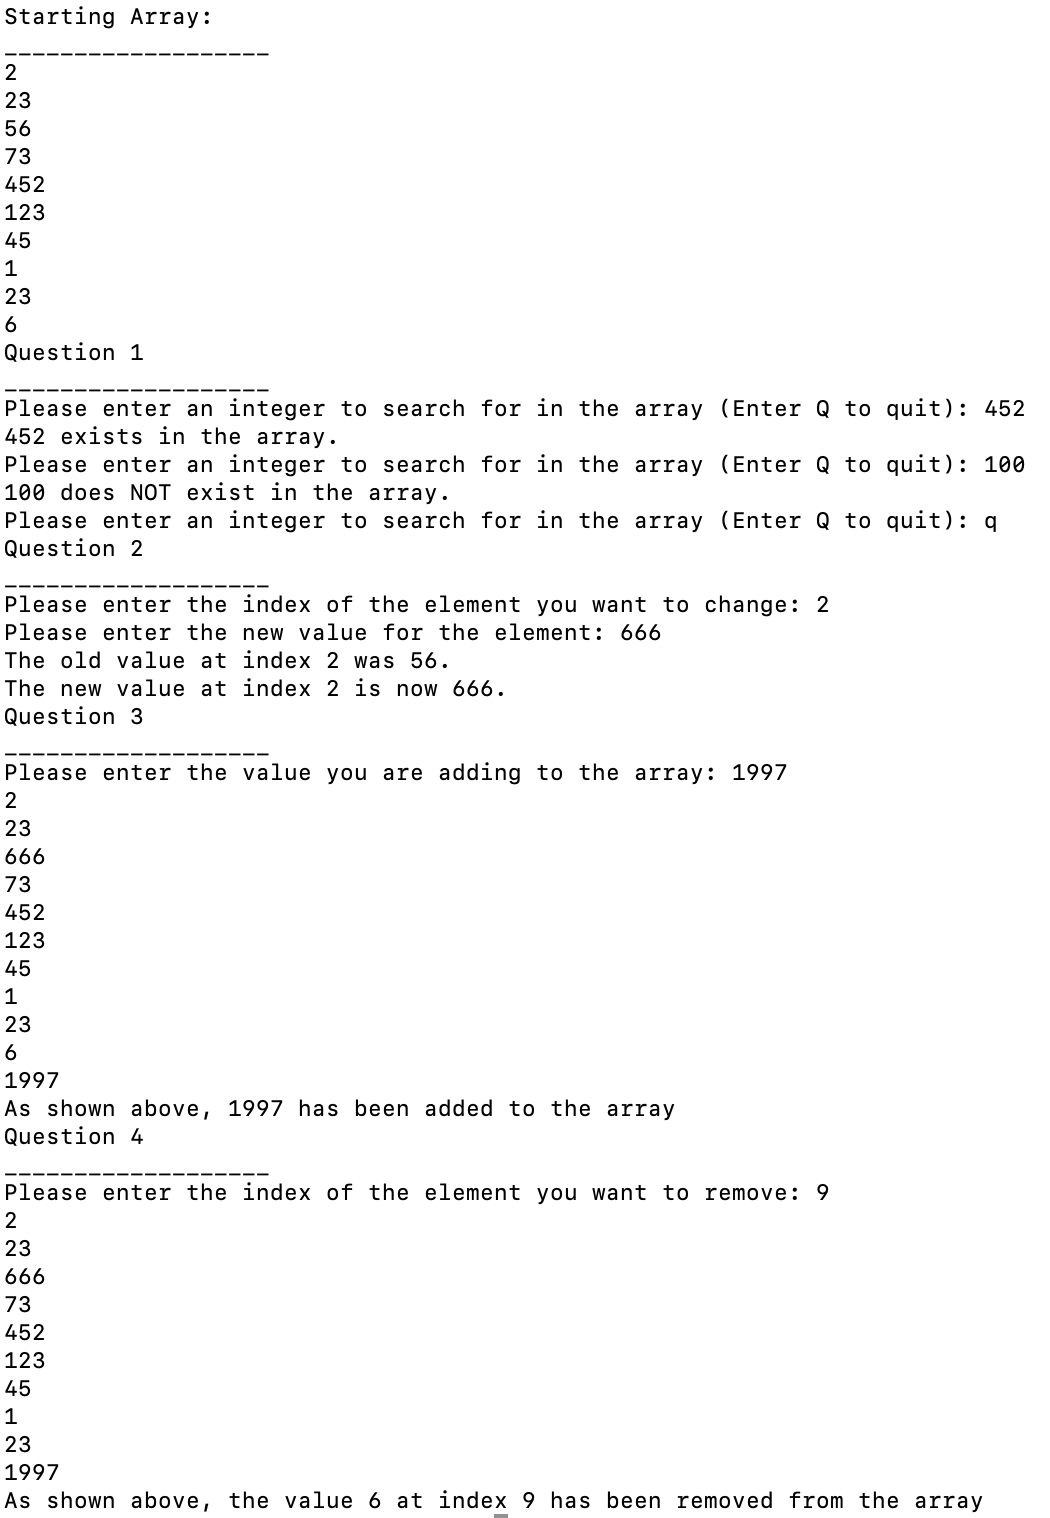 Starting Array:
___________________
2
23
56
73
452
123
45
1
23
6
Question 1
___________________
Please enter an integer to search for in the array (Enter Q to quit): 452
452 exists in the array.
Please enter an integer to search for in the array (Enter Q to quit): 100
100 does NOT exist in the array.
Please enter an integer to search for in the array (Enter Q to quit): q
Question 2
___________________
Please enter the index of the element you want to change: 2
Please enter the new value for the element: 666
The old value at index 2 was 56.
The new value at index 2 is now 666.
Question 3
___________________
Please enter the value you are adding to the array: 1997
2
23
666
73
452
123
45
1
23
6
1997
As shown above, 1997 has been added to the array
Question 4
___________________
Please enter the index of the element you want to remove: 9
2
23
666
73
452
123
45
1
23
1997
As shown above, the value 6 at index 9 has been removed from the array